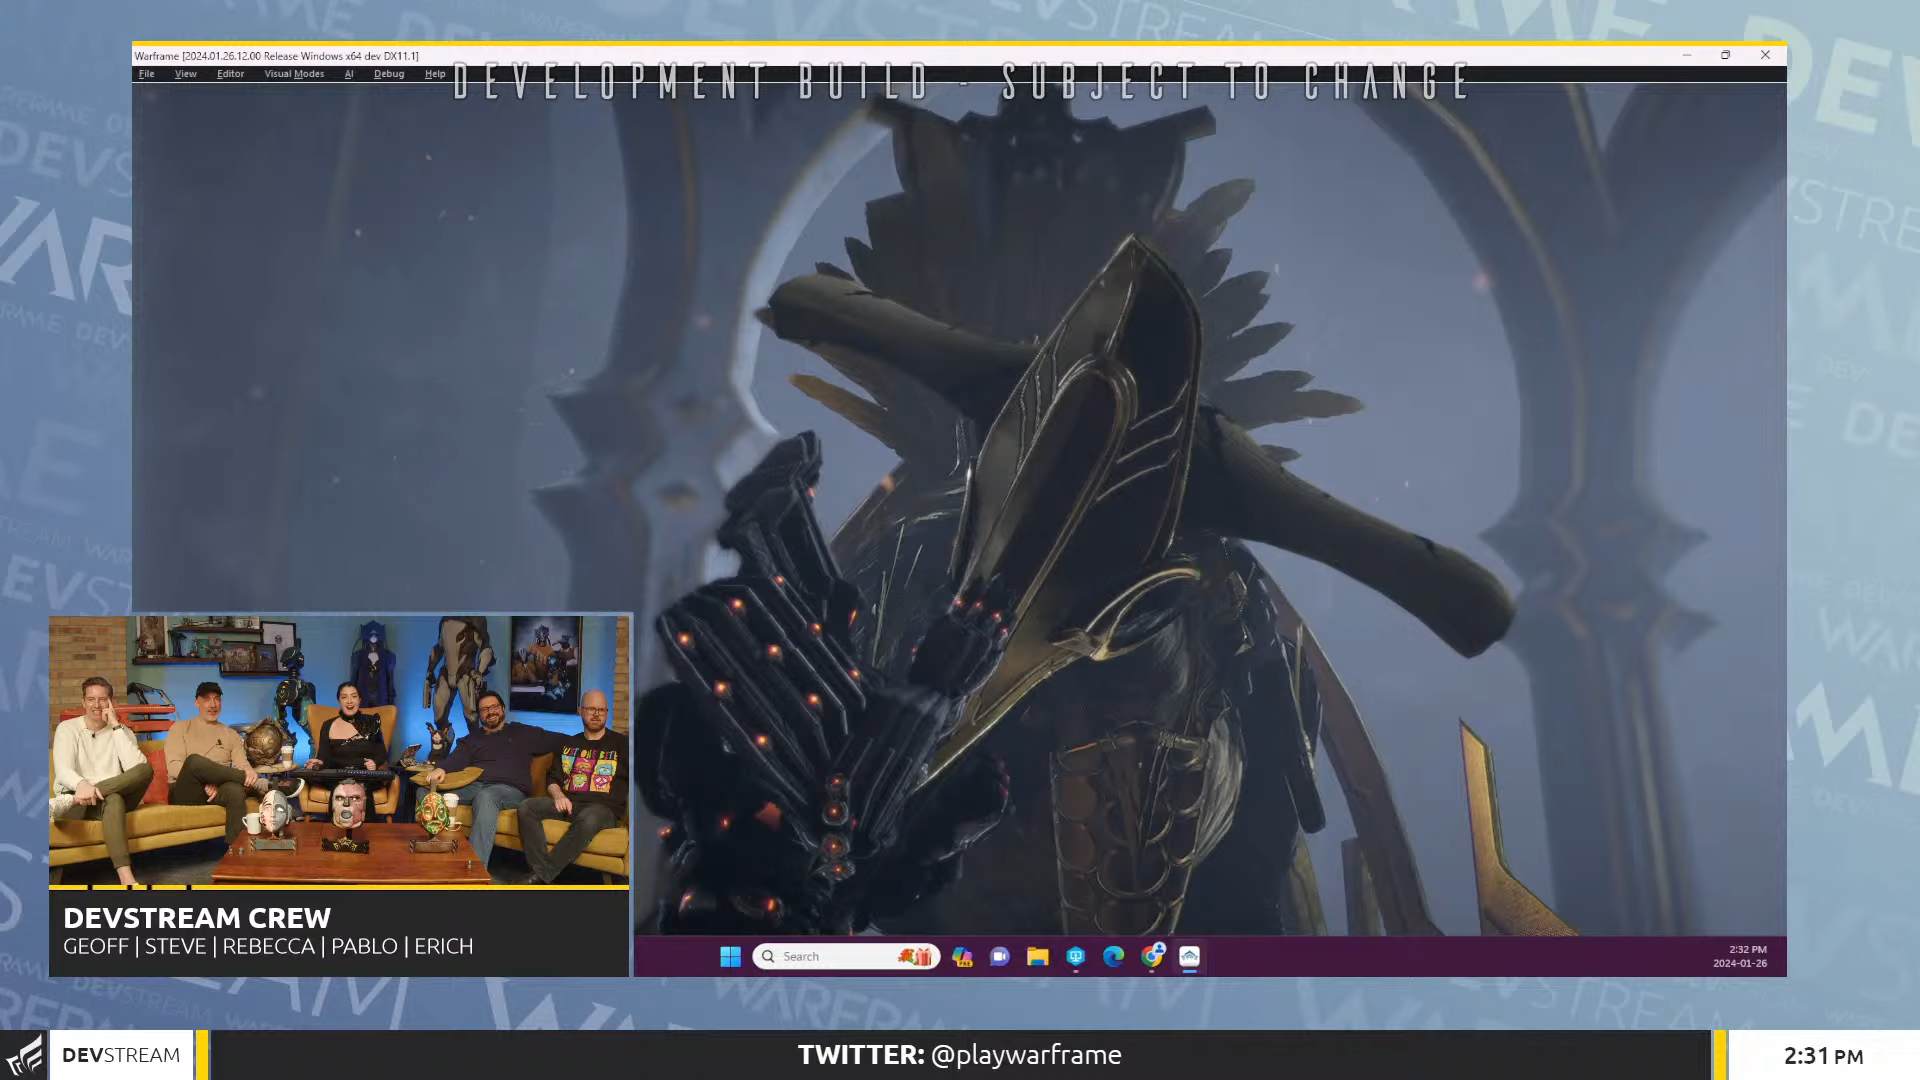 Warframe [2024.01.26.12.00 Release Windows x64 dev DX11.1]
File View Editor Visual Modes AI Debug Help
DEVELOPMENT BUILD - SUBJECT TO CHANGE
DEVSTREAM CREW
GEOFF | STEVE | REBECCA | PABLO | ERICH
Search
2:32 PM
2024-01-26
DEVSTREAM
TWITTER: @playwarframe
2:31 PM